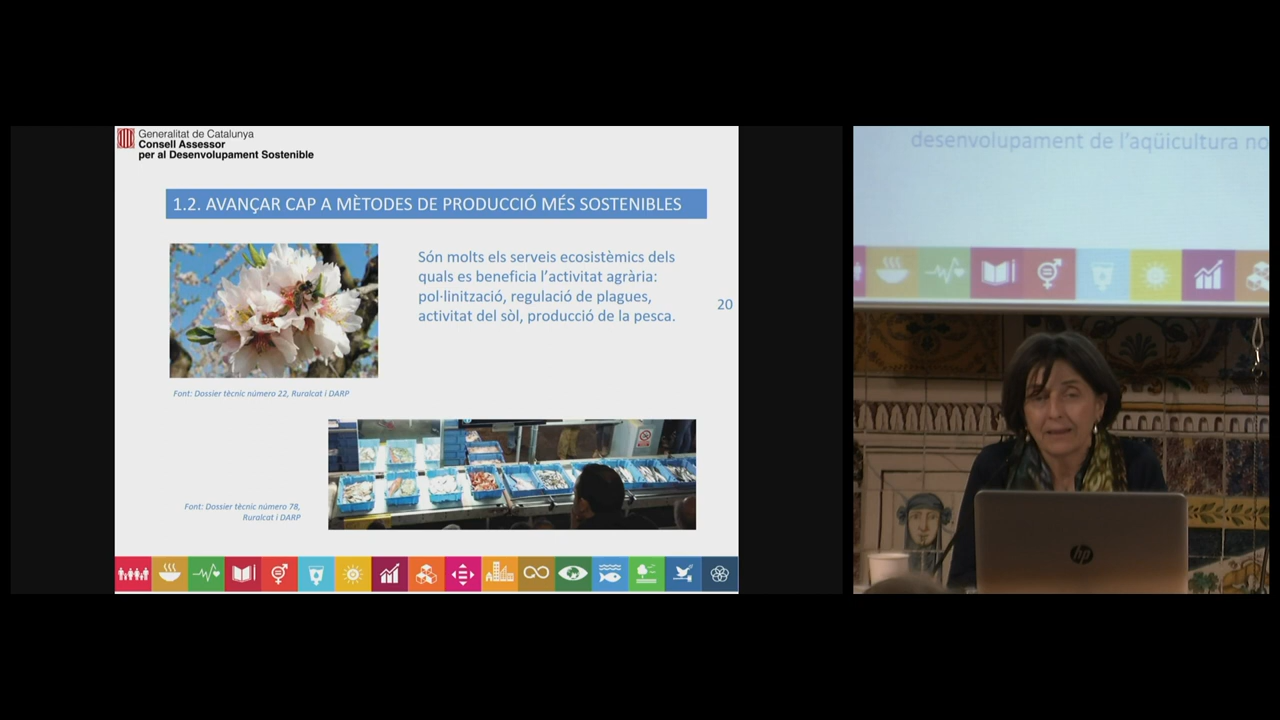 Generalitat de Catalunya
Consell Assessor
per al Desenvolupament Sostenible
1.2. AVANÇAR CAP A MÈTODES DE PRODUCCIÓ MÉS SOSTENIBLES
Són molts els serveis ecosistèmics dels
quals es beneficia l'activitat agrària:
pol·linització, regulació de plagues,
activitat del sòl, producció de la pesca.
20
Font: Dossier tècnic número 22, Ruralcat i DARP
Font: Dossier tècnic número 78,
Ruralcat i DARP
desenvolupament de l'aqüicultura no
hp